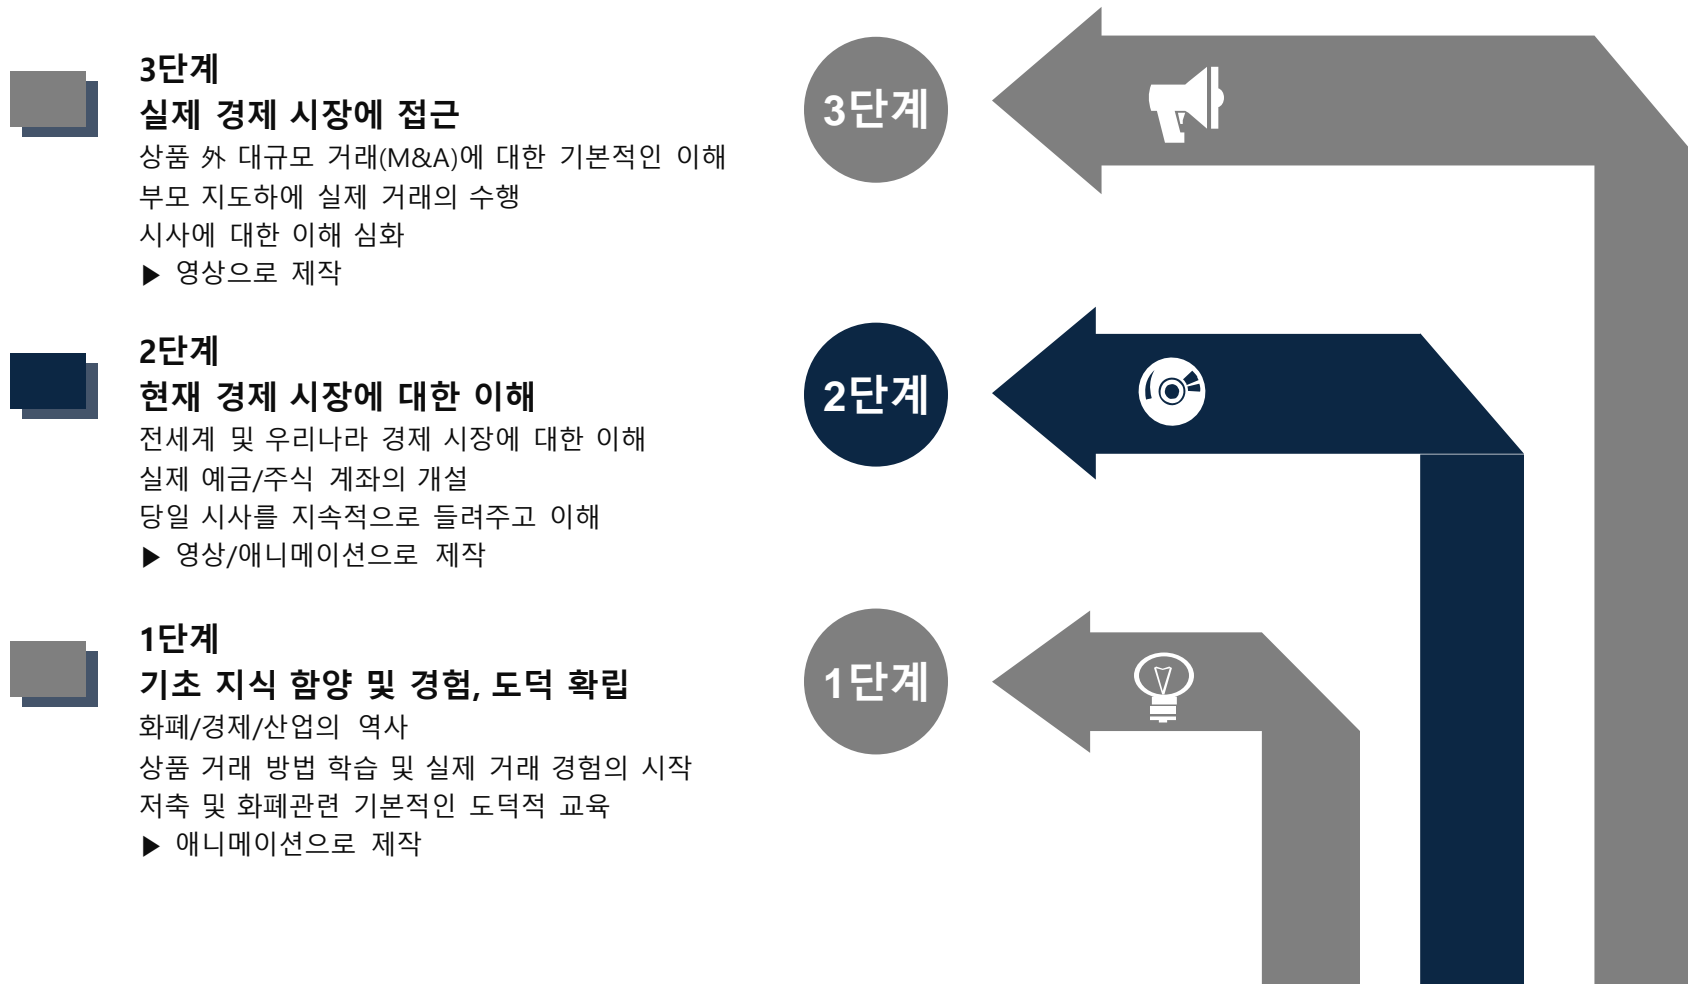 3단계
실제 경제 시장에 접근
상품 外 대규모 거래(M&A)에 대한 기본적인 이해
부모 지도하에 실제 거래의 수행
시사에 대한 이해 심화
▶ 영상으로 제작
3단계
2단계
현재 경제 시장에 대한 이해
전세계 및 우리나라 경제 시장에 대한 이해
실제 예금/주식 계좌의 개설
당일 시사를 지속적으로 들려주고 이해
▶ 영상/애니메이션으로 제작
2단계
1단계
기초 지식 함양 및 경험, 도덕 확립
화폐/경제/산업의 역사
상품 거래 방법 학습 및 실제 거래 경험의 시작
저축 및 화폐관련 기본적인 도덕적 교육
▶ 애니메이션으로 제작
1단계